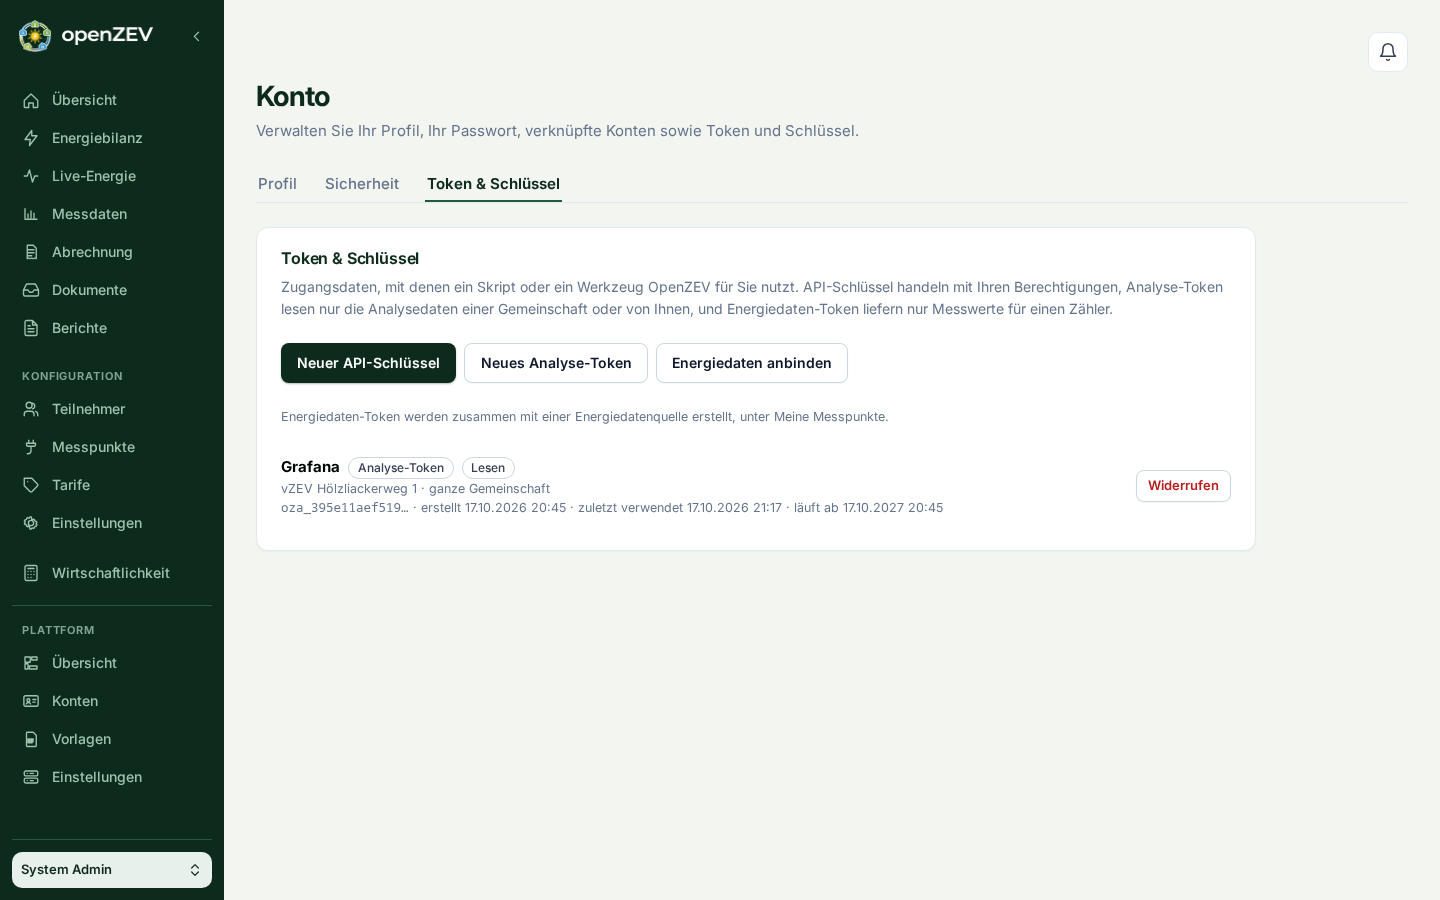 openZEV
Übersicht
Energiebilanz
Live-Energie
Messdaten
Abrechnung
Dokumente
Berichte
KONFIGURATION
Teilnehmer
Messpunkte
Tarife
Einstellungen
Wirtschaftlichkeit
PLATTFORM
Übersicht
Konten
Vorlagen
Einstellungen
System Admin
Konto
Verwalten Sie Ihr Profil, Ihr Passwort, verknüpfte Konten sowie Token und Schlüssel.
Profil Sicherheit Token & Schlüssel
Token & Schlüssel
Zugangsdaten, mit denen ein Skript oder ein Werkzeug OpenZEV für Sie nutzt. API-Schlüssel handeln mit Ihren Berechtigungen, Analyse-Token
lesen nur die Analysedaten einer Gemeinschaft oder von Ihnen, und Energiedaten-Token liefern nur Messwerte für einen Zähler.
Neuer API-Schlüssel Neues Analyse-Token Energiedaten anbinden
Energiedaten-Token werden zusammen mit einer Energiedatenquelle erstellt, unter Meine Messpunkte.
Grafana Analyse-Token Lesen
vZEV Hölzliackerweg 1 · ganze Gemeinschaft
oza_395e11aef519… · erstellt 17.10.2026 20:45 · zuletzt verwendet 17.10.2026 21:17 · läuft ab 17.10.2027 20:45
Widerrufen